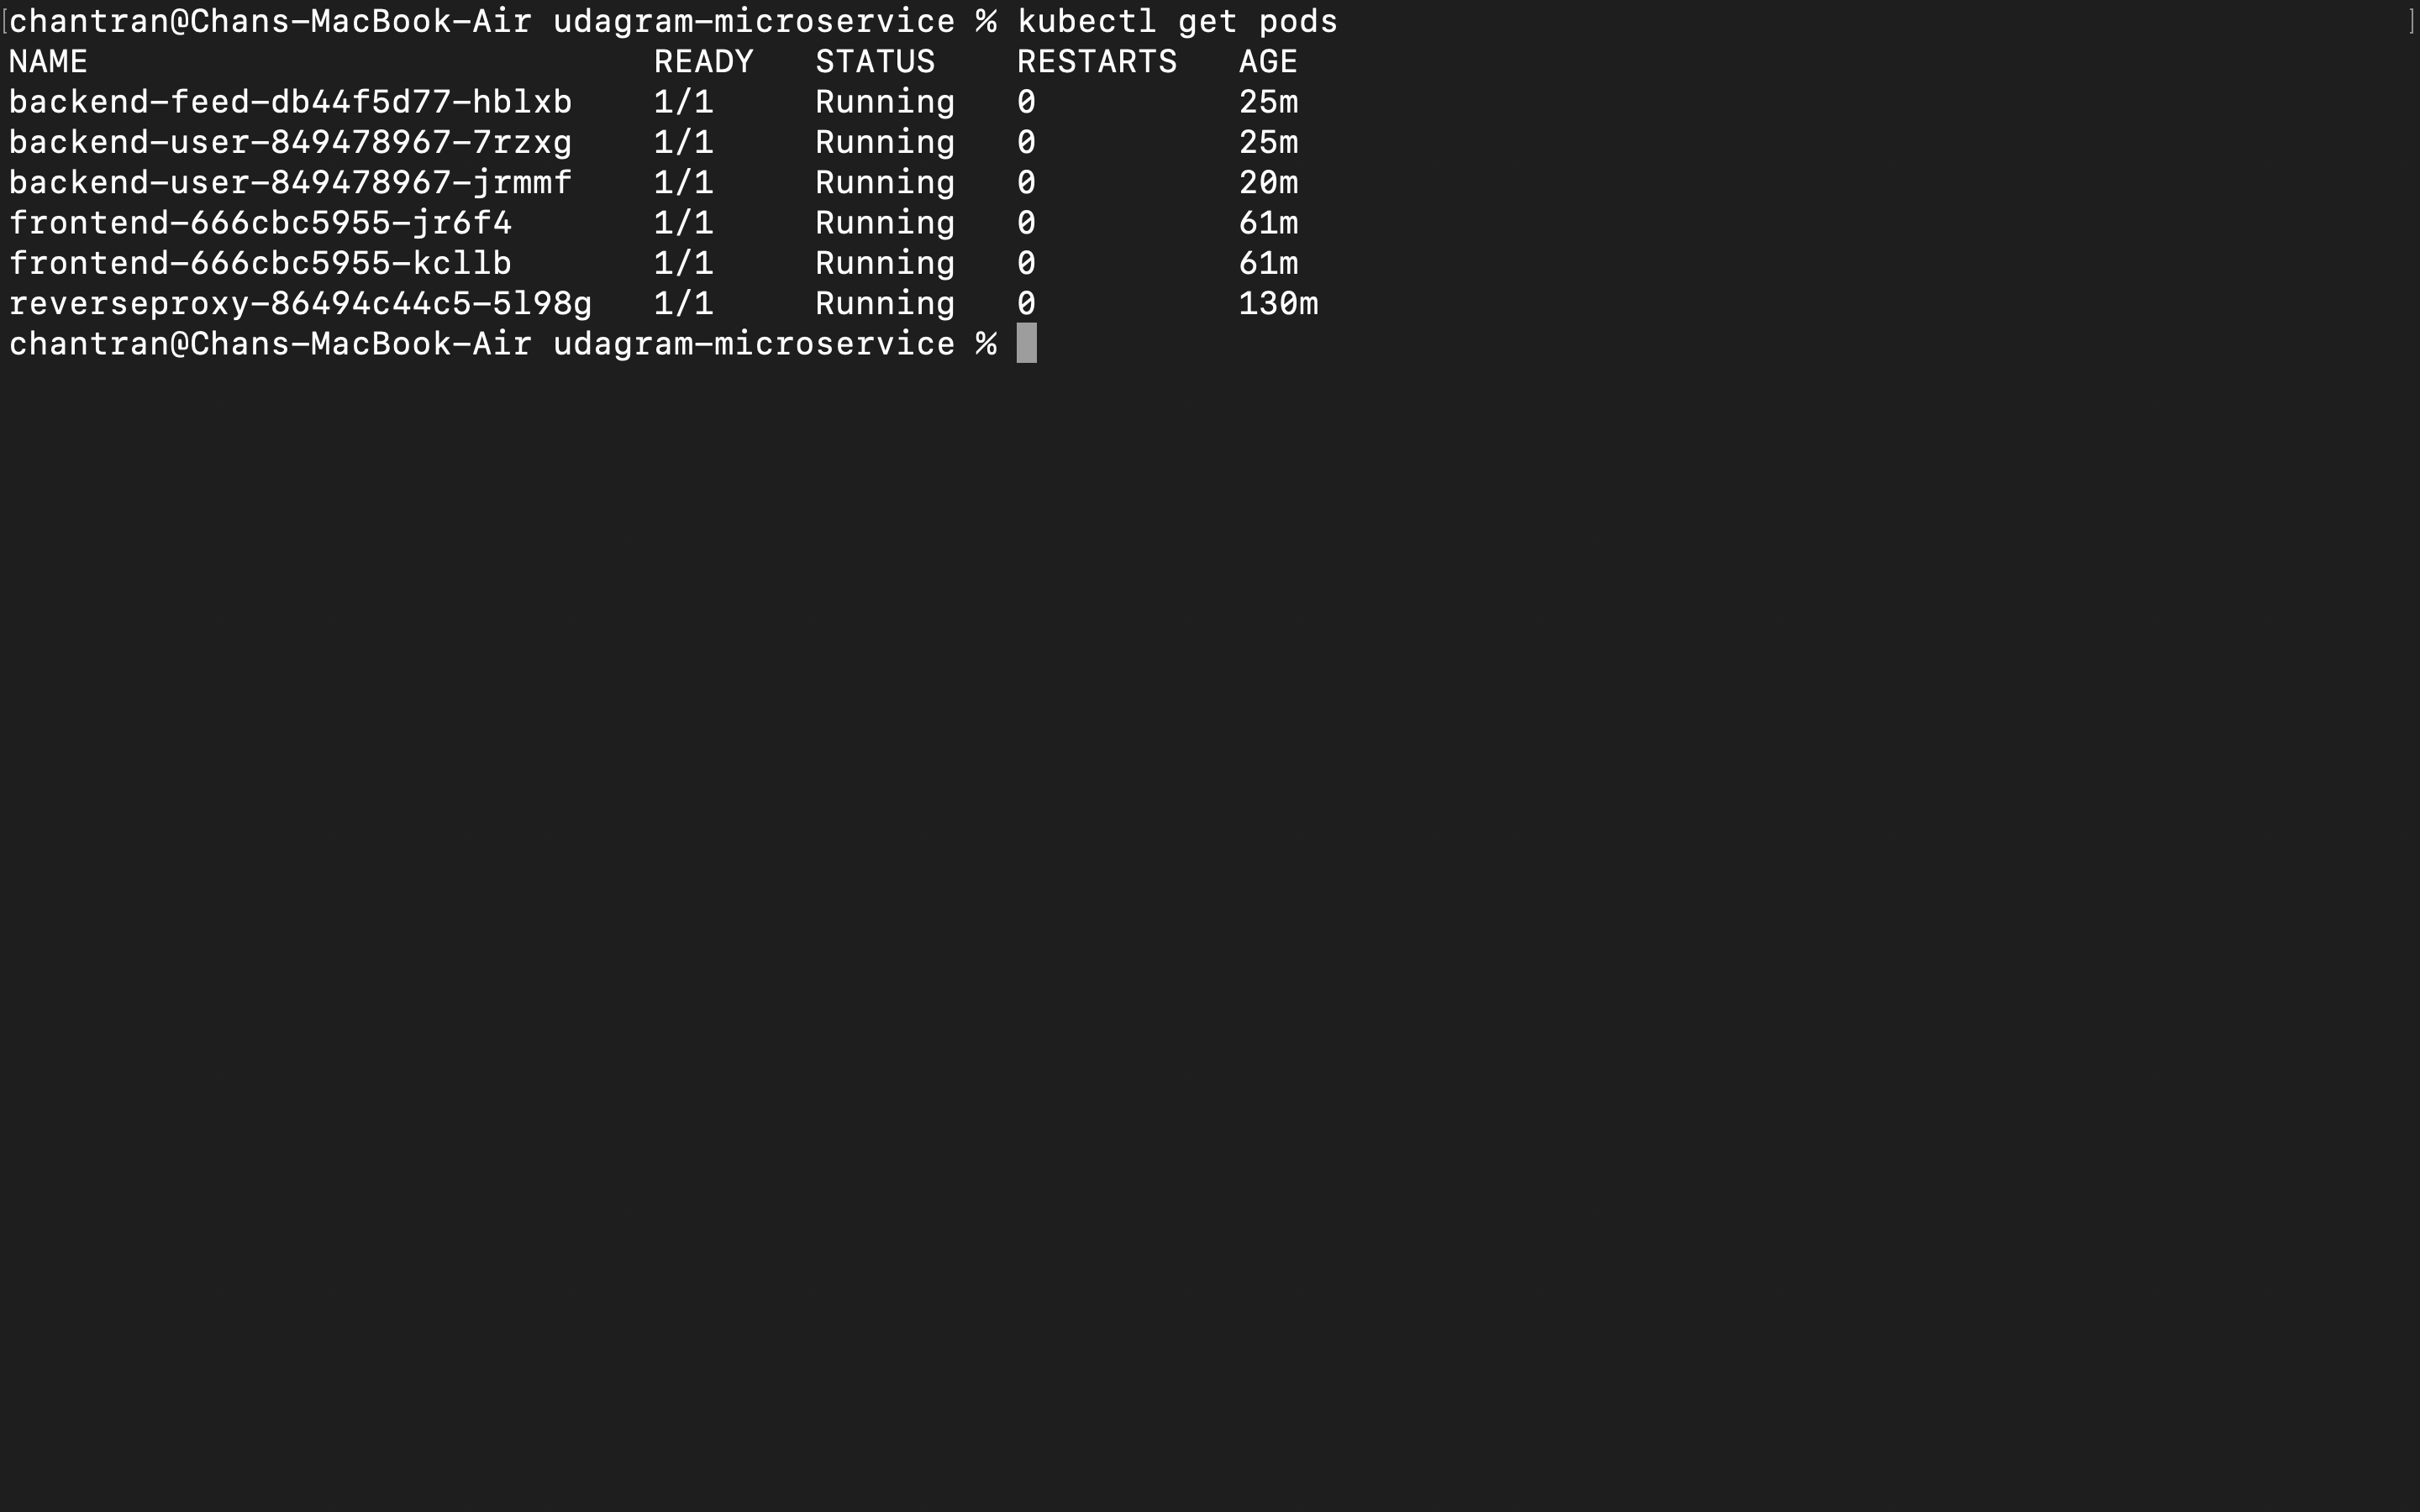 [chantran@Chans-MacBook-Air udagram-microservice % kubectl get pods ]
NAME READY STATUS RESTARTS AGE
backend-feed-db44f5d77-hblxb 1/1 Running 0 25m
backend-user-849478967-7rzxg 1/1 Running 0 25m
backend-user-849478967-jrmmf 1/1 Running 0 20m
frontend-666cbc5955-jr6f4 1/1 Running 0 61m
frontend-666cbc5955-kcllb 1/1 Running 0 61m
reverseproxy-86494c44c5-5l98g 1/1 Running 0 130m
chantran@Chans-MacBook-Air udagram-microservice %